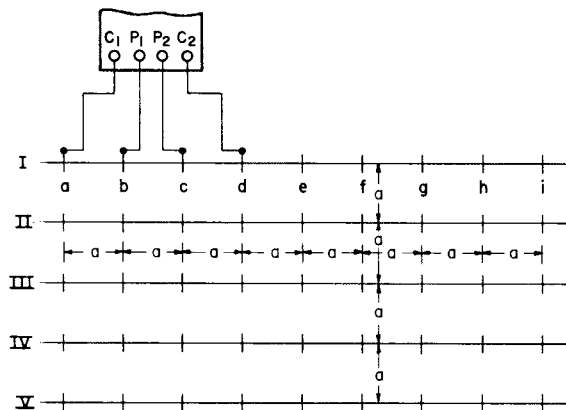 C1 P1 P2 C2
I
a b c d e f g h i
a
II
a a a a a a a a
a
III
a
IV
a
V